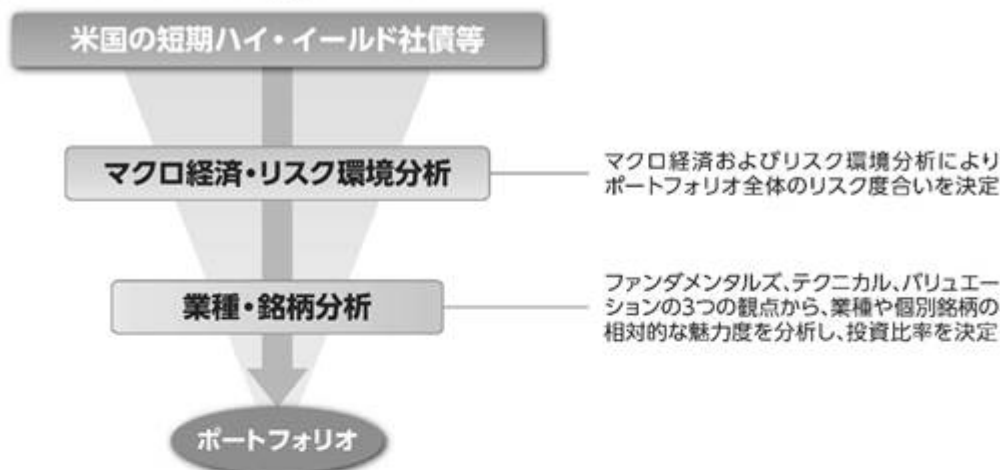 米国の短期ハイ・イールド社債等
マクロ経済・リスク環境分析
マクロ経済およびリスク環境分析により
ポートフォリオ全体のリスク度合いを決定
業種・銘柄分析
ファンダメンタルズ、テクニカル、バリュエー
ションの3つの観点から、業種や個別銘柄の
相対的な魅力度を分析し、投資比率を決定
ポートフォリオ